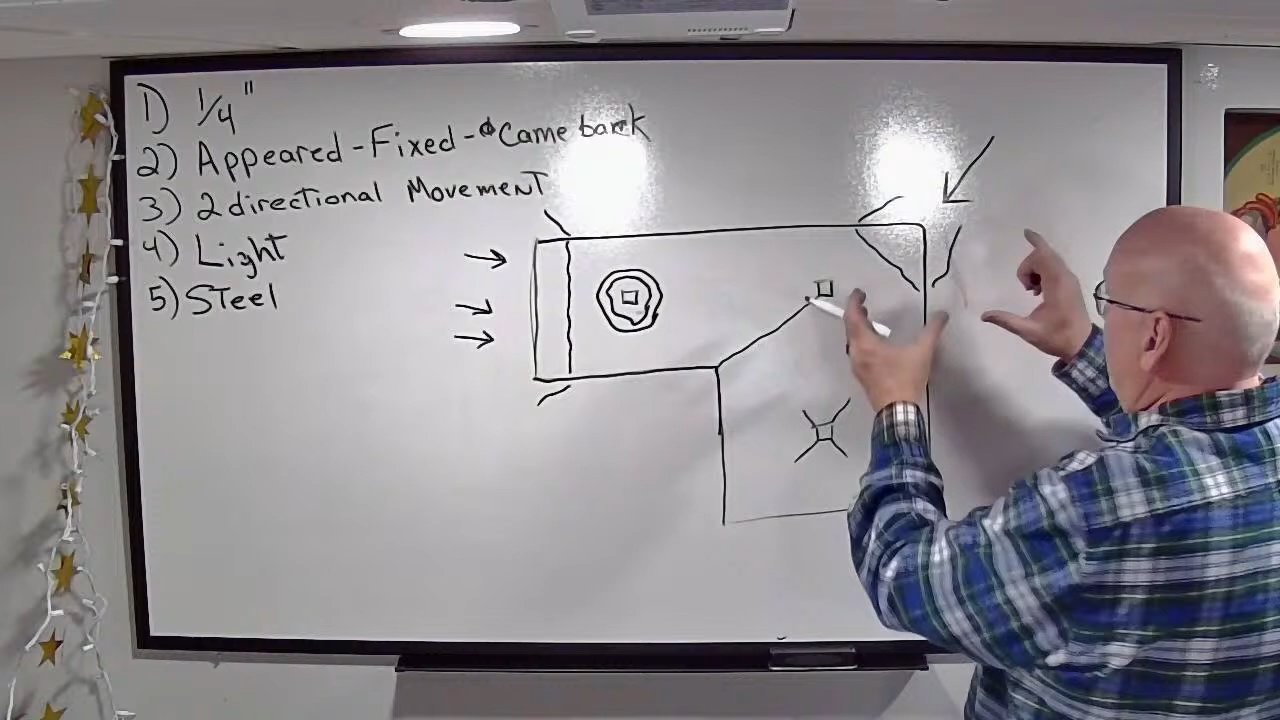 1) 1/4"
2) Appeared - Fixed - Came back
3) 2 directional Movement
4) Light
5) Steel